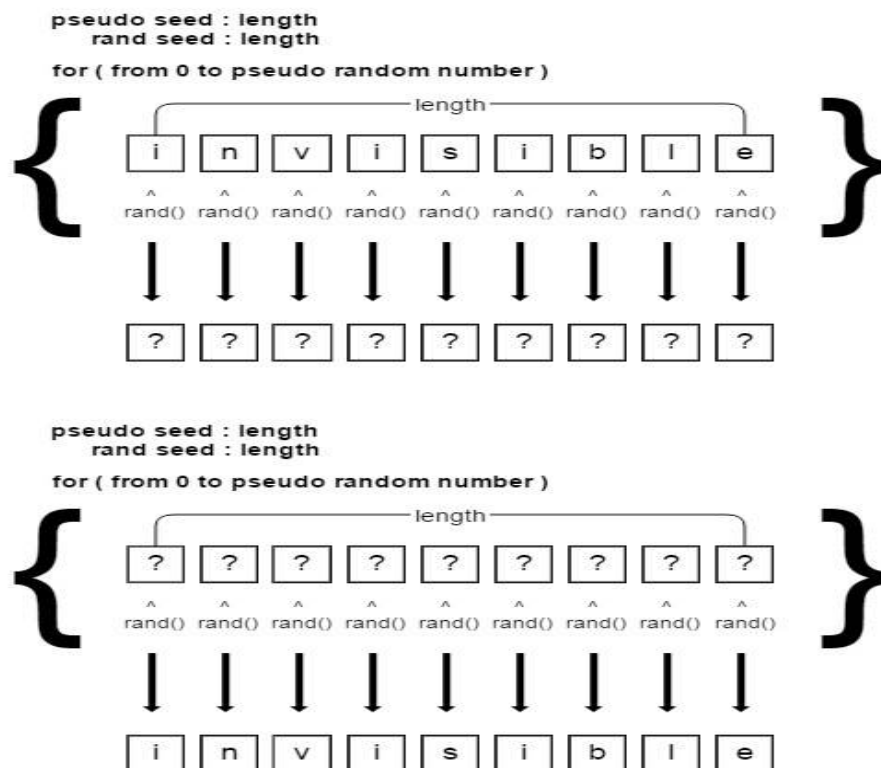 pseudo seed : length
rand seed : length
for ( from 0 to pseudo random number )
{ }
length
i n v i s i b l e
^ ^ ^ ^ ^ ^ ^ ^ ^
rand() rand() rand() rand() rand() rand() rand() rand() rand()
? ? ? ? ? ? ? ? ?
pseudo seed : length
rand seed : length
for ( from 0 to pseudo random number )
{ }
length
? ? ? ? ? ? ? ? ?
^ ^ ^ ^ ^ ^ ^ ^ ^
rand() rand() rand() rand() rand() rand() rand() rand() rand()
i n v i s i b l e